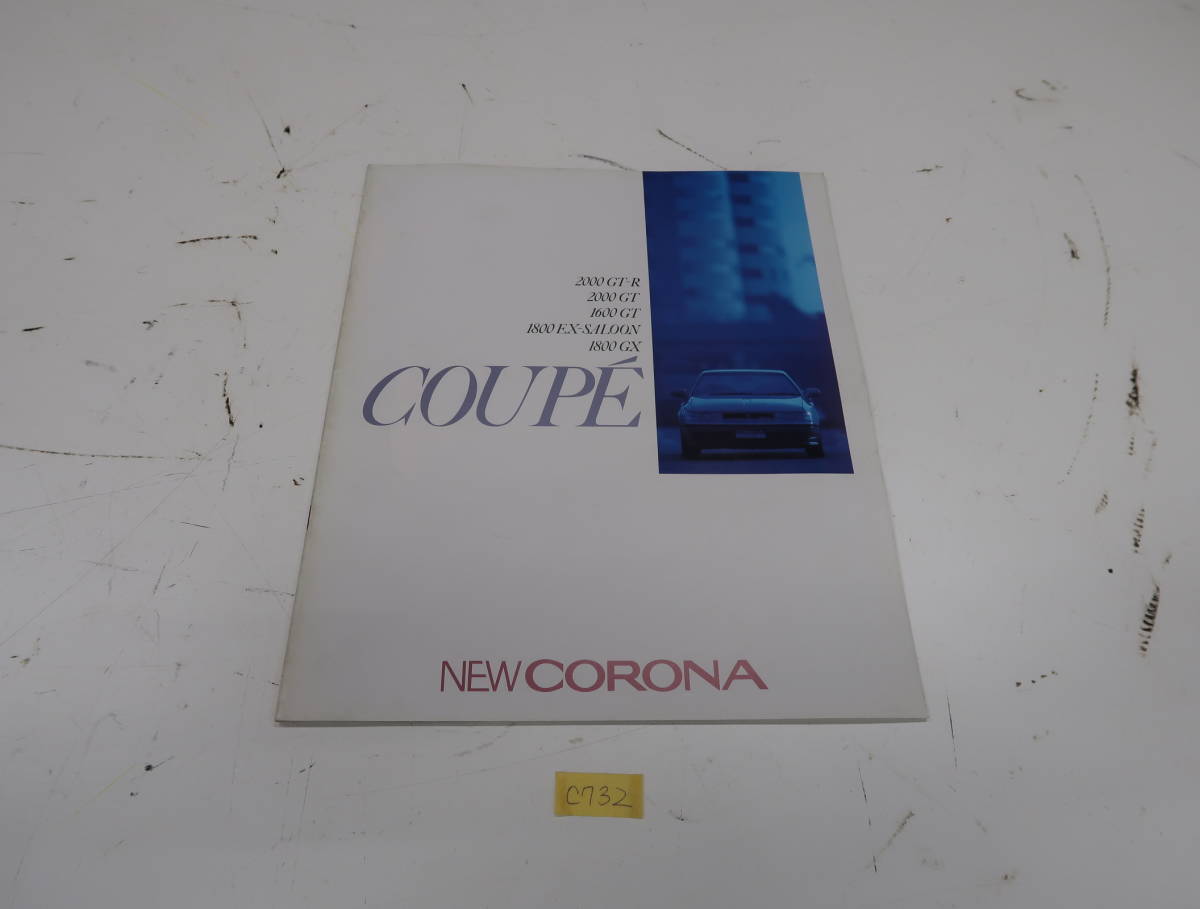 2000 GT-R
2000 GT
1600 GT
1800 EX-SALOON
1800 GX
COUPÉ
NEW CORONA
C732